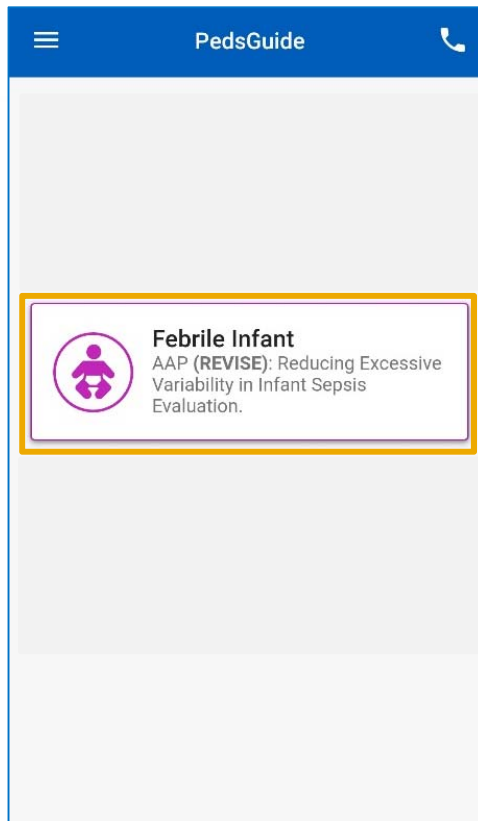 PedsGuide
Febrile Infant
AAP (REVISE): Reducing Excessive
Variability in Infant Sepsis
Evaluation.